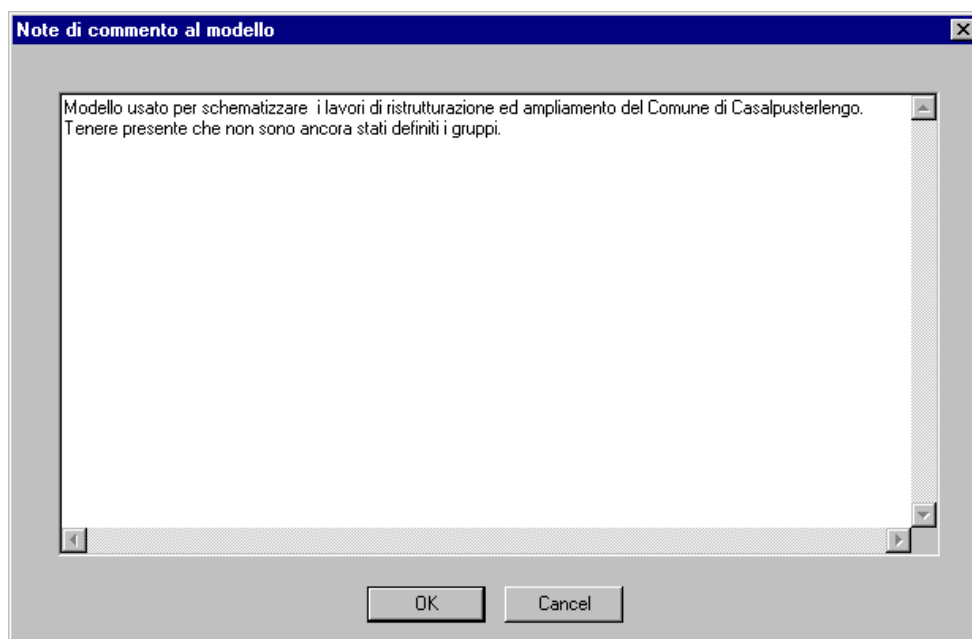 Note di commento al modello
Modello usato per schematizzare  i lavori di ristrutturazione ed ampliamento del Comune di Casalpusterlengo.
Tenere presente che non sono ancora stati definiti i gruppi.
OK
Cancel